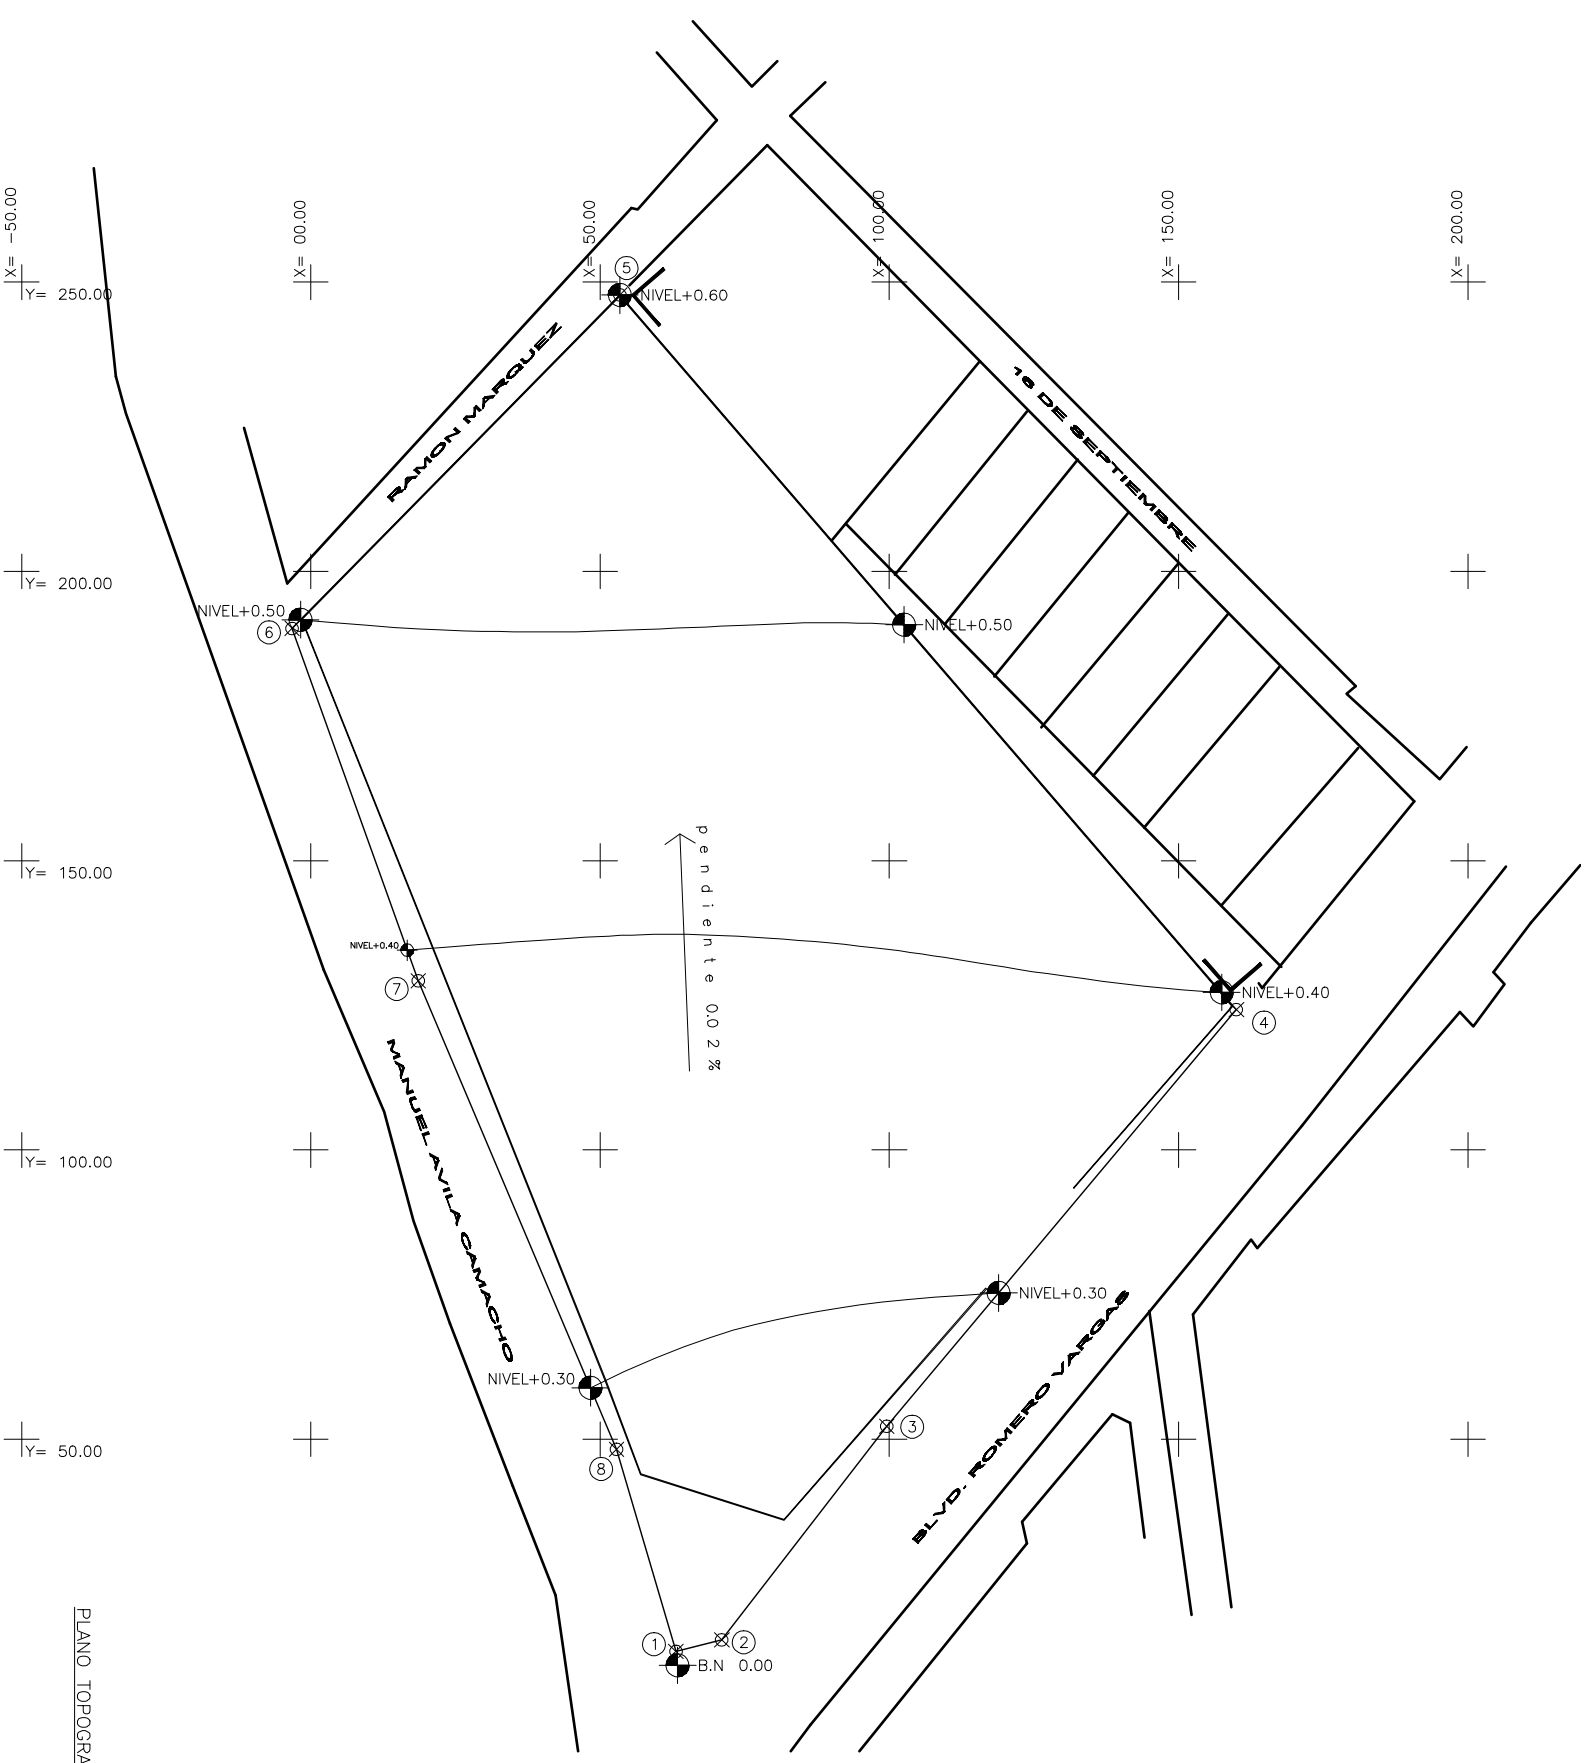 X= -50.00
X= 00.00
X= 50.00
X= 100.00
X= 150.00
X= 200.00
Y= 250.00
5
NIVEL+0.60
RAMON MARQUEZ
16 DE SEPTIEMBRE
Y= 200.00
NIVEL+0.50
6
NIVEL+0.50
pendiente 0.02%
Y= 150.00
NIVEL+0.40
7
NIVEL+0.40
4
MANUEL AVILA CAMACHO
Y= 100.00
NIVEL+0.30
BLVD. ROMERO VARGAS
NIVEL+0.30
3
Y= 50.00
8
1
2
B.N 0.00
PLANO TOPOGRA